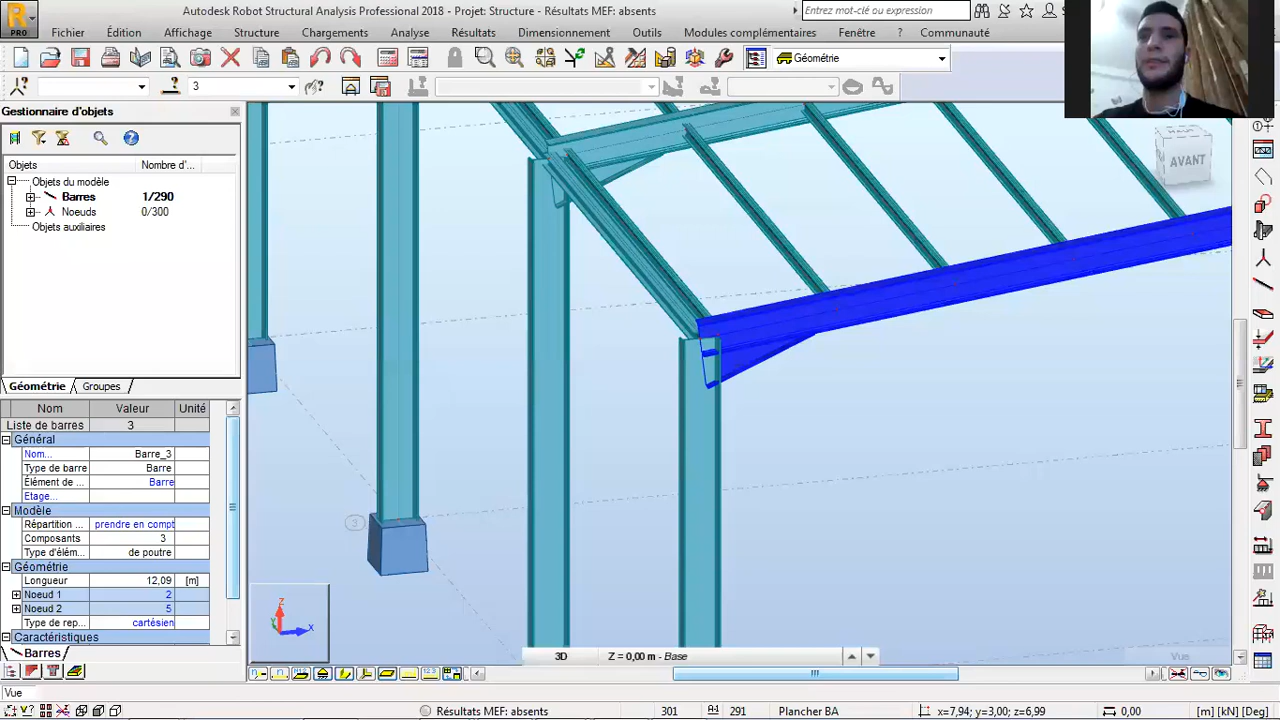 Autodesk Robot Structural Analysis Professional 2018 - Projet: Structure - Résultats MEF: absents
Entrez mot-clé ou expression
PRO
Fichier Édition Affichage Structure Chargements Analyse Résultats Dimensionnement Outils Modules complémentaires Fenêtre ? Communauté
Géométrie
3
Gestionnaire d'objets
Objets Nombre d'...
Objets du modèle
Barres 1/290
Noeuds 0/300
Objets auxiliaires
Géométrie Groupes
Nom Valeur Unité
Liste de barres 3
Général
Nom... Barre_3
Type de barre Barre
Élément de ... Barre
Etage...
Modèle
Répartition ... prendre en compt
Composants 3
Type d'élém... de poutre
Géométrie
Longueur 12,09 [m]
Noeud 1 2
Noeud 2 5
Type de rep... cartésien
Caractéristiques
Barres
AVANT
3
Z
Y
X
3D Z = 0,00 m - Base
Vue
Vue
Résultats MEF: absents 301 291 Plancher BA x=7,94; y=3,00; z=6,99 0,00 [m] [kN] [Deg]